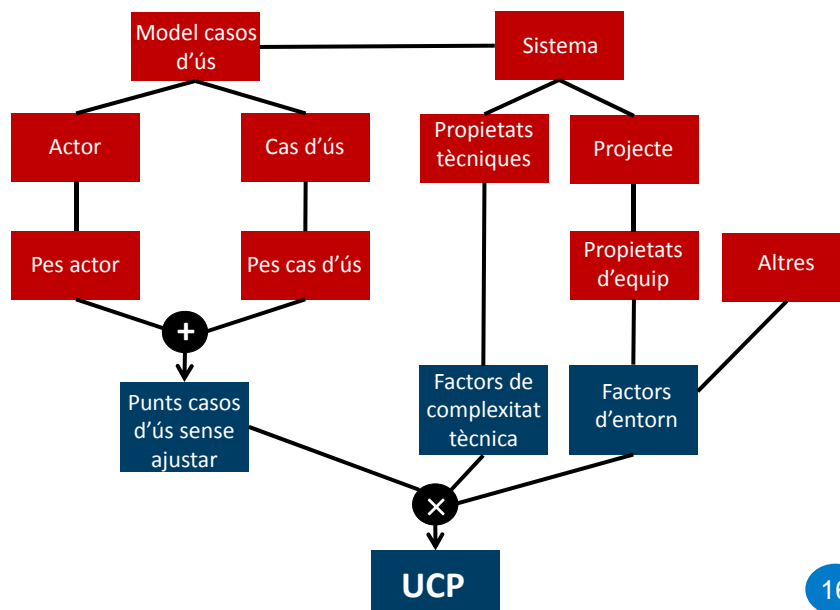 Model casos
d'ús
Sistema
Actor
Cas d'ús
Propietats
tècniques
Projecte
Pes actor
Pes cas d'ús
Propietats
d'equip
Altres
+
Punts casos
d'ús sense
ajustar
Factors de
complexitat
tècnica
Factors
d'entorn
×
UCP
16